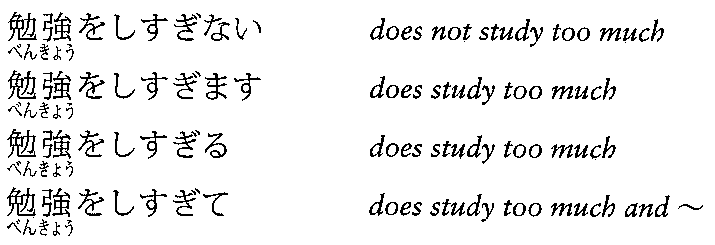 勉強をしすぎない does not study too much
べんきょう
勉強をしすぎます does study too much
べんきょう
勉強をしすぎる does study too much
べんきょう
勉強をしすぎて does study too much and ～
べんきょう